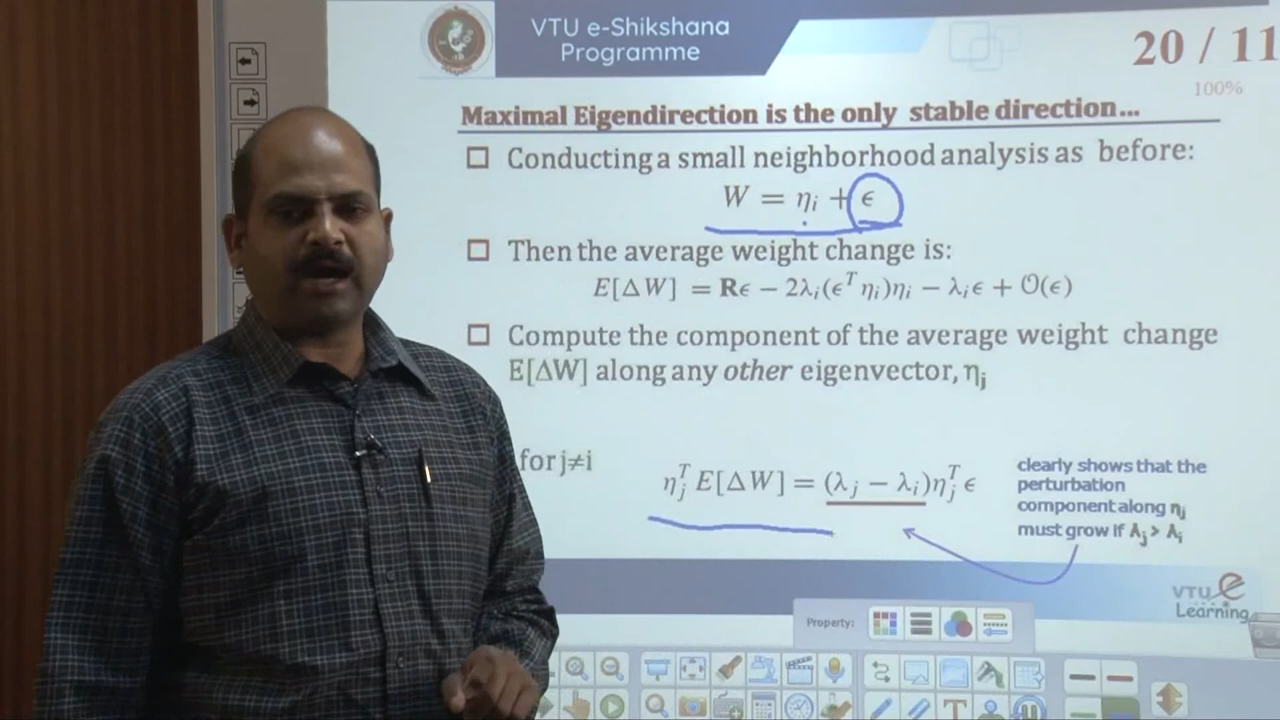 VTU e-Shikshana
Programme
20 / 11
100%
Maximal Eigendirection is the only stable direction...
Conducting a small neighborhood analysis as before:
W = ηi + ϵ
Then the average weight change is:
E[ΔW] = Rϵ − 2λi(ϵᵀηi)ηi − λiϵ + O(ϵ)
Compute the component of the average weight change
E[ΔW] along any other eigenvector, ηj
for j≠i
ηjᵀ E[ΔW] = (λj − λi)ηjᵀ ϵ
clearly shows that the
perturbation
component along ηj
must grow if λj > λi
VTU e
Learning
Property: